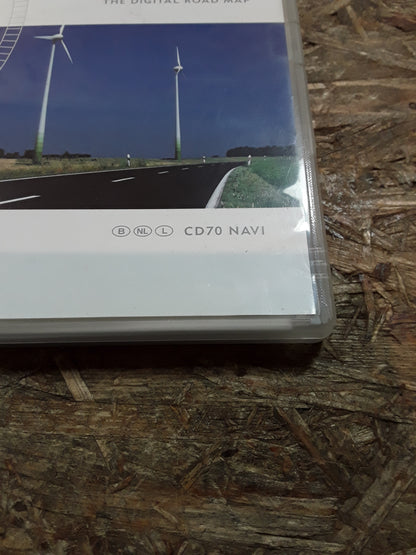 THE DIGITAL ROAD MAP
B NL L CD70 NAVI